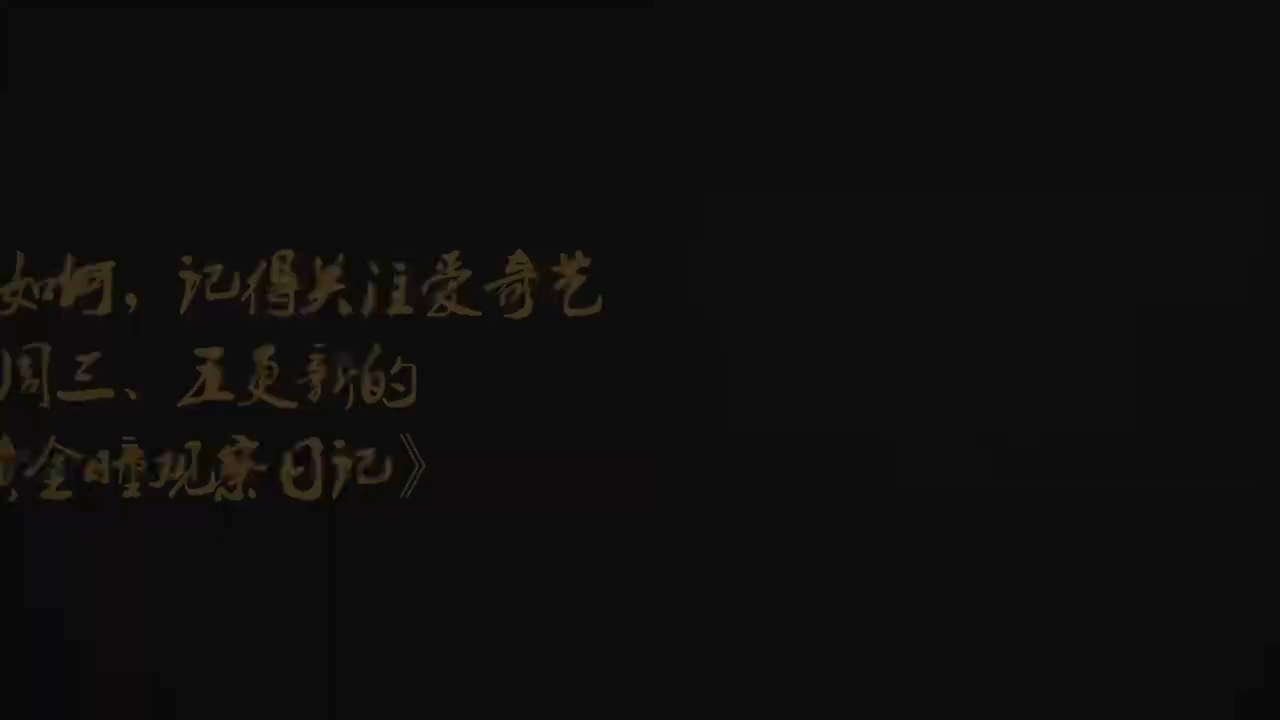 如何，记得关注爱奇艺
周三、五更新的
黄金瞳观察日记》